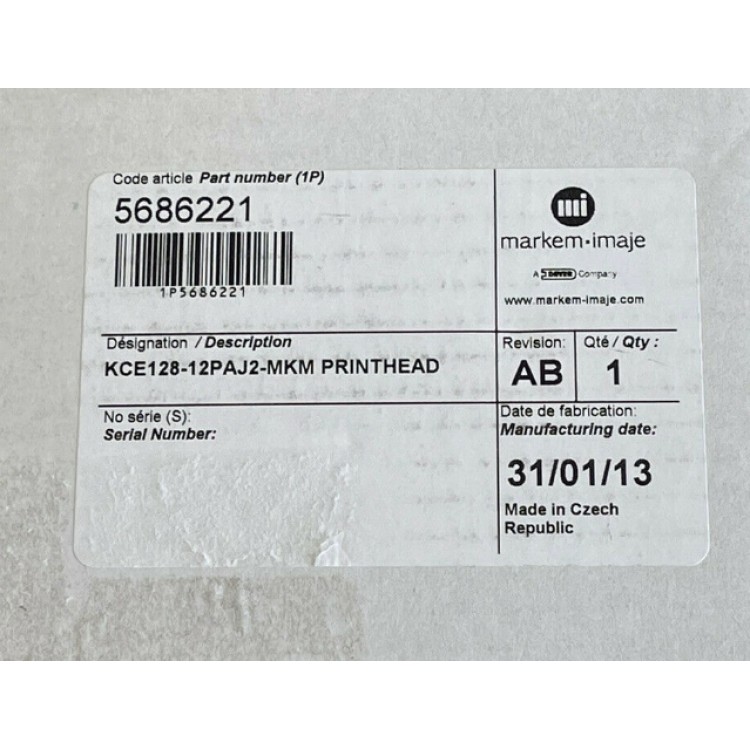 Code article Part number (1P)
5686221
1P5686221
mi
markem·imaje
A DOVER Company
www.markem-imaje.com
Désignation / Description
KCE128-12PAJ2-MKM PRINTHEAD
Revision:
AB
Qté / Qty :
1
No série (S):
Serial Number:
Date de fabrication:
Manufacturing date:
31/01/13
Made in Czech
Republic